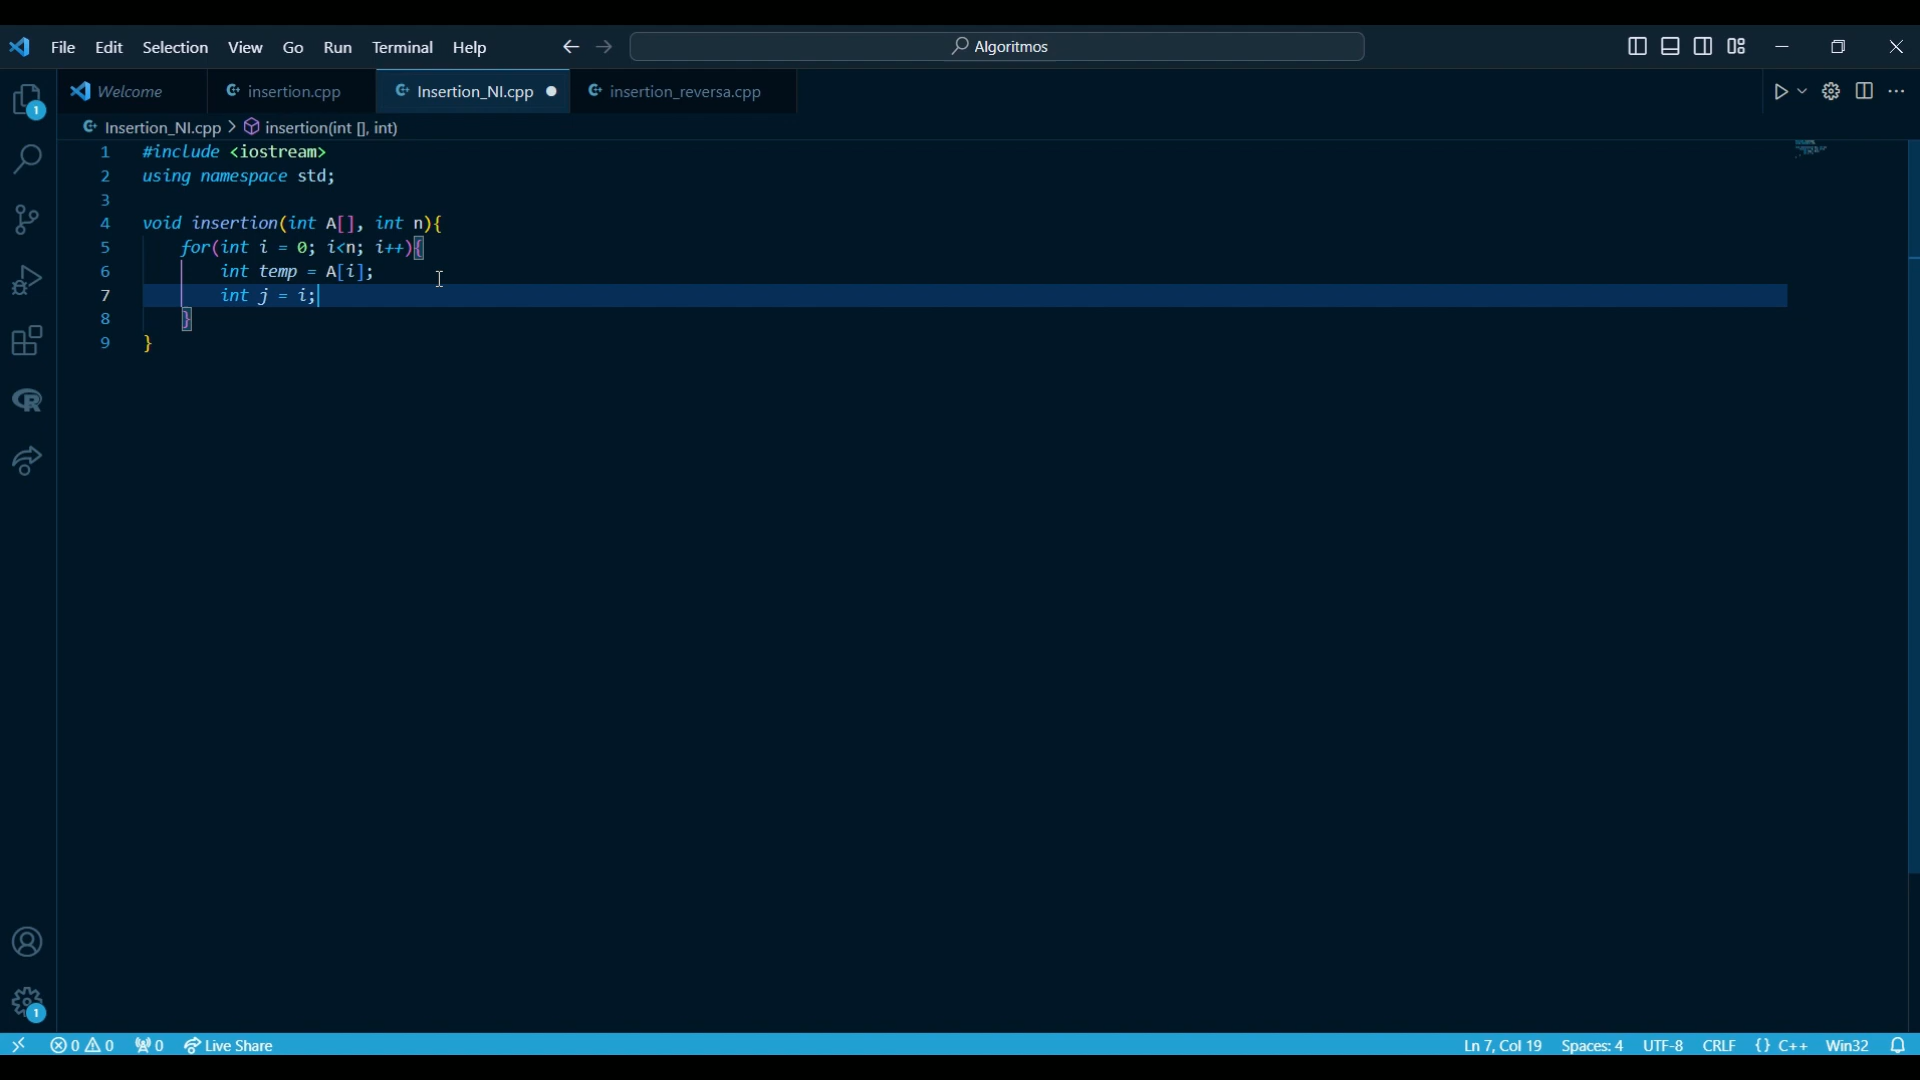 File Edit Selection View Go Run Terminal Help Algoritmos
Welcome insertion.cpp Insertion_NI.cpp insertion_reversa.cpp
Insertion_NI.cpp > insertion(int [], int)
1 #include <iostream>
2 using namespace std;
3
4 void insertion(int A[], int n){
5 for(int i = 0; i<n; i++){
6 int temp = A[i];
7 int j = i;
8 }
9 }
1
R
1
0 0 0 Live Share Ln 7, Col 19 Spaces: 4 UTF-8 CRLF {} C++ Win32